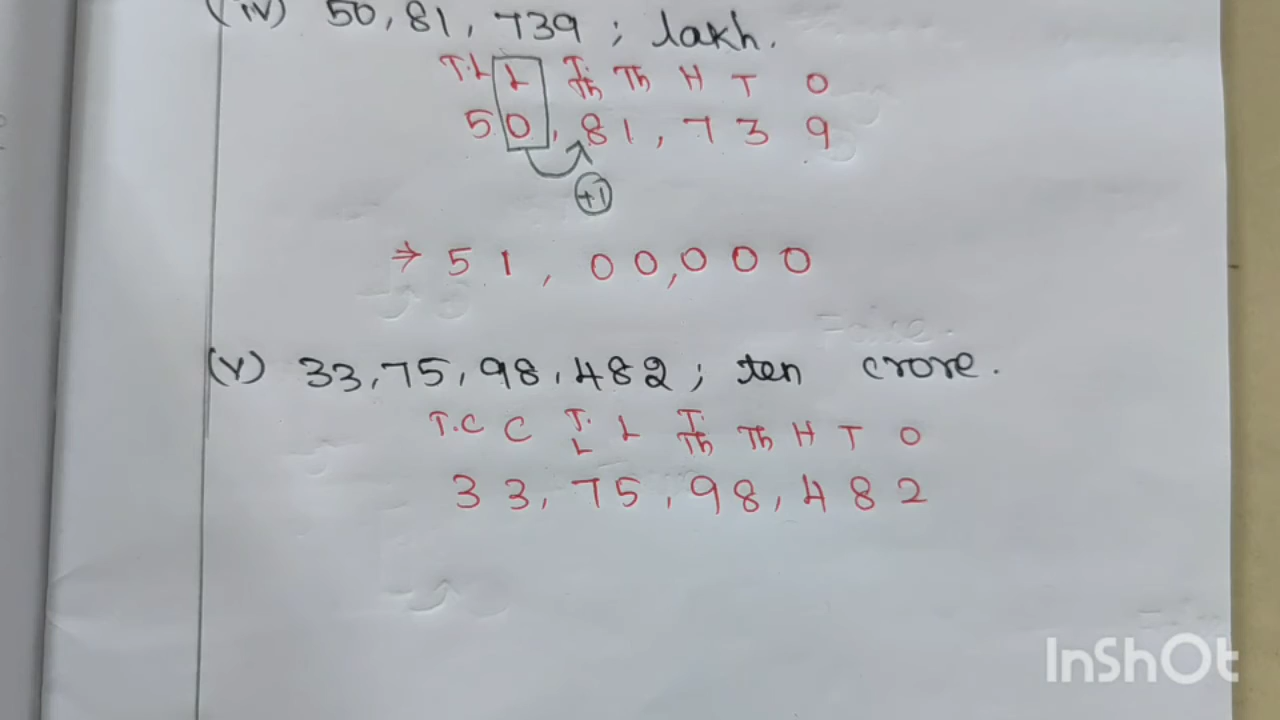 (iv) 50,81,739 ; lakh.
T.L L T.Th Th H T O
50,81,739
+1
⇒ 51,00,000
(v) 33,75,98,482 ; ten crore.
T.C C T.L L T.Th Th H T O
33,75,98,482
InShOt